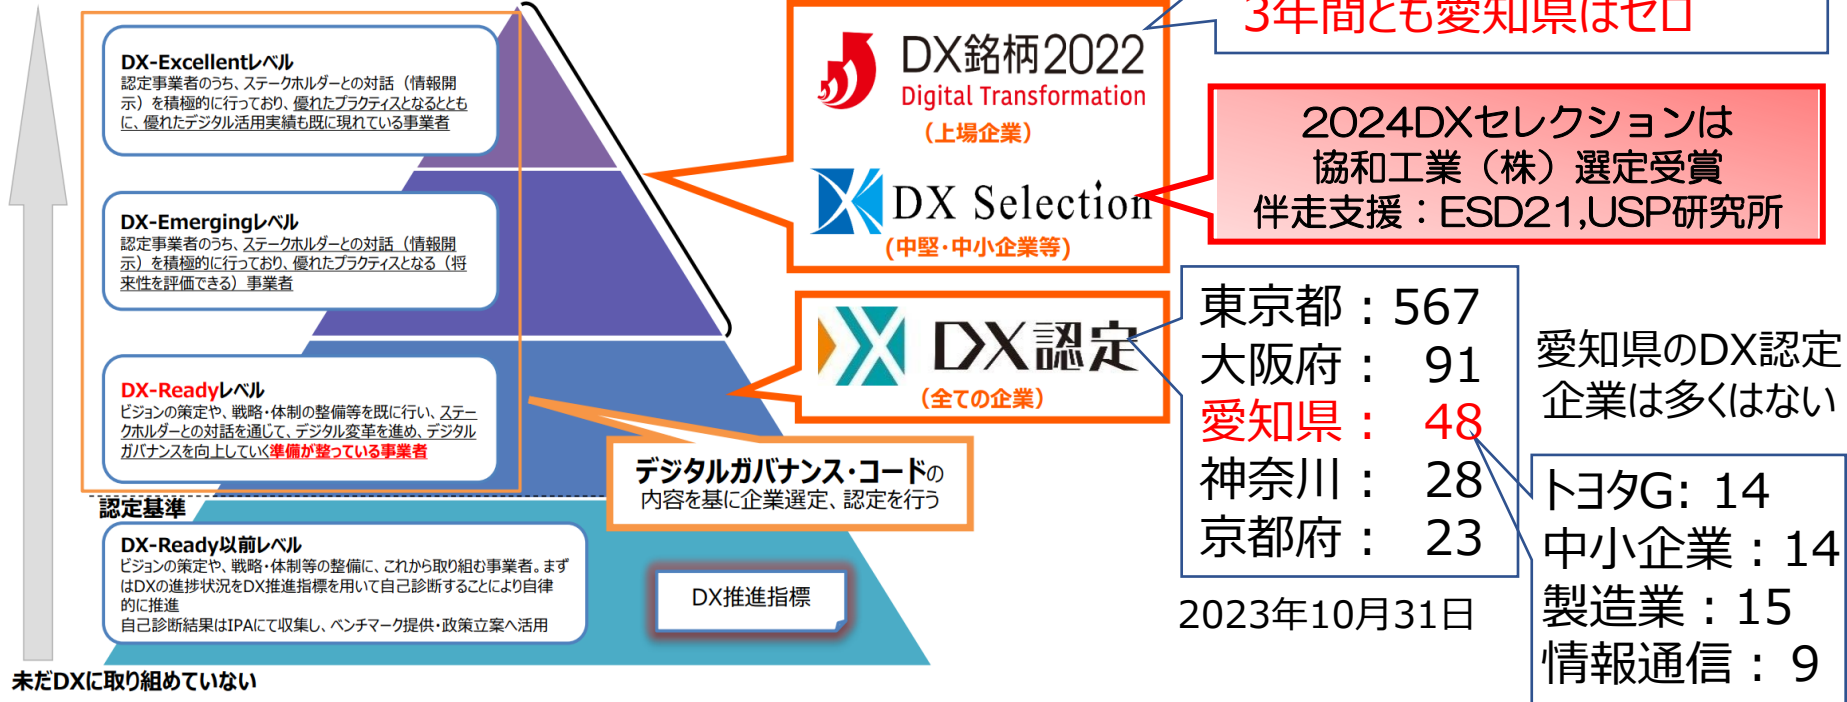 DX-Excellentレベル
認定事業者のうち、ステークホルダーとの対話（情報開
示）を積極的に行っており、優れたプラクティスとなるととも
に、優れたデジタル活用実績も既に現れている事業者
DX-Emergingレベル
認定事業者のうち、ステークホルダーとの対話（情報開
示）を積極的に行っており、優れたプラクティスとなる（将
来性を評価できる）事業者
DX-Readyレベル
ビジョンの策定や、戦略・体制の整備等を既に行い、ステー
クホルダーとの対話を通じて、デジタル変革を進め、デジタル
ガバナンスを向上していく準備が整っている事業者
認定基準
DX-Ready以前レベル
ビジョンの策定や、戦略・体制等の整備に、これから取り組む事業者。まず
はDXの進捗状況をDX推進指標を用いて自己診断することにより自律
的に推進
自己診断結果はIPAにて収集し、ベンチマーク提供・政策立案へ活用
未だDXに取り組めていない
DX推進指標
デジタルガバナンス・コードの
内容を基に企業選定、認定を行う
DX銘柄2022
Digital Transformation
（上場企業）
DX Selection
(中堅・中小企業等)
DX認定
（全ての企業）
3年間とも愛知県はゼロ
2024DXセレクションは
協和工業（株）選定受賞
伴走支援：ESD21,USP研究所
東京都：567
大阪府： 91
愛知県： 48
神奈川： 28
京都府： 23
2023年10月31日
愛知県のDX認定
企業は多くはない
トヨタG: 14
中小企業：14
製造業：15
情報通信： 9